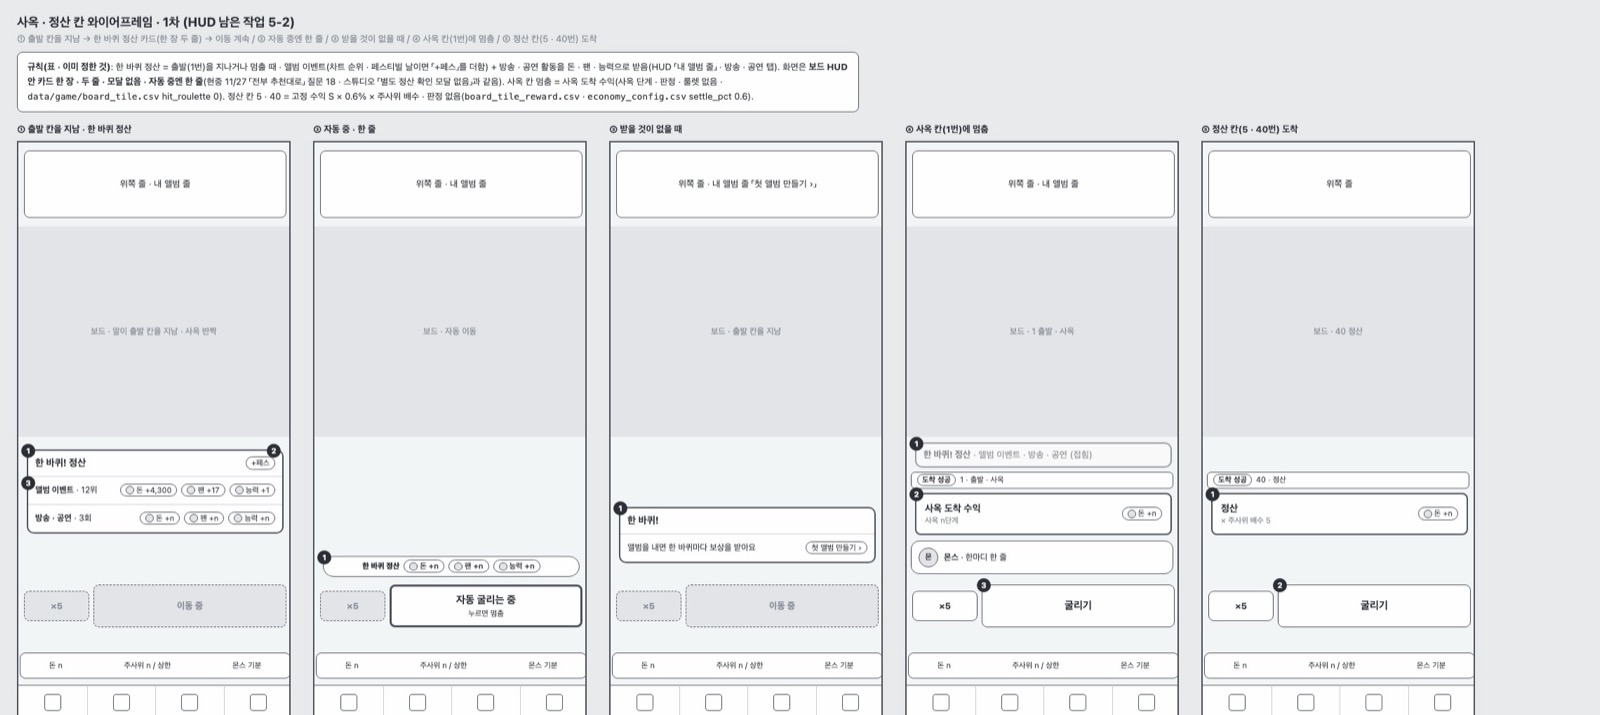 사옥 · 정산 칸 와이어프레임 · 1차 (HUD 남은 작업 5-2)
① 출발 칸을 지남 → 한 바퀴 정산 카드(한 장 두 줄) → 이동 계속 / ② 자동 중엔 한 줄 / ③ 받을 것이 없을 때 / ④ 사옥 칸(1번)에 멈춤 / ⑤ 정산 칸(5 · 40번) 도착
규칙(표 · 이미 정한 것): 한 바퀴 정산 = 출발(1번)을 지나거나 멈출 때 · 앨범 이벤트(차트 순위 · 페스티벌 날이면 「+페스」를 더함) + 방송 · 공연 활동을 돈 · 팬 · 능력으로 받음(HUD 「내 앨범 줄」 · 방송 · 공연 탭). 화면은 보드 HUD
안 카드 한 장 · 두 줄 · 모달 없음 · 자동 중엔 한 줄(현중 11/27 「전부 추천대로」 질문 18 · 스튜디오 「별도 정산 확인 모달 없음」과 같음). 사옥 칸 멈춤 = 사옥 도착 수익(사옥 단계 · 판정 · 룰렛 없음 ·
data/game/board_tile.csv hit_roulette 0). 정산 칸 5 · 40 = 고정 수익 S × 0.6% × 주사위 배수 · 판정 없음(board_tile_reward.csv · economy_config.csv settle_pct 0.6).
① 출발 칸을 지남 · 한 바퀴 정산
위쪽 줄 · 내 앨범 줄
보드 · 말이 출발 칸을 지남 · 사옥 반짝
1
2
한 바퀴! 정산
+페스
3
앨범 이벤트 · 12위
돈 +4,300
팬 +17
능력 +1
방송 · 공연 · 3회
돈 +n
팬 +n
능력 +n
×5
이동 중
돈 n
주사위 n / 상한
몬스 기분
② 자동 중 · 한 줄
위쪽 줄 · 내 앨범 줄
보드 · 자동 이동
1
한 바퀴 정산
돈 +n
팬 +n
능력 +n
×5
자동 굴리는 중
누르면 멈춤
돈 n
주사위 n / 상한
몬스 기분
③ 받을 것이 없을 때
위쪽 줄 · 내 앨범 줄 「첫 앨범 만들기 ›」
보드 · 출발 칸을 지남
1
한 바퀴!
앨범을 내면 한 바퀴마다 보상을 받아요
첫 앨범 만들기 ›
×5
이동 중
돈 n
주사위 n / 상한
몬스 기분
④ 사옥 칸(1번)에 멈춤
위쪽 줄 · 내 앨범 줄
보드 · 1 출발 · 사옥
1
한 바퀴! 정산 · 앨범 이벤트 · 방송 · 공연 (접힘)
도착 성공
1 · 출발 · 사옥
2
사옥 도착 수익
사옥 n단계
돈 +n
몬
몬스 · 한마디 한 줄
3
×5
굴리기
돈 n
주사위 n / 상한
몬스 기분
⑤ 정산 칸(5 · 40번) 도착
위쪽 줄
보드 · 40 정산
도착 성공
40 · 정산
1
정산
× 주사위 배수 5
돈 +n
2
×5
굴리기
돈 n
주사위 n / 상한
몬스 기분